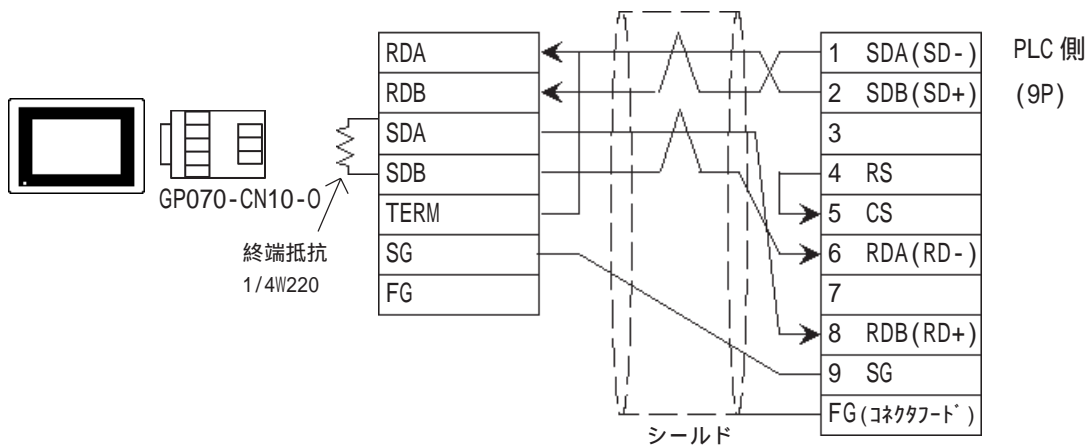 GP070-CN10-O
終端抵抗
1/4W220
RDA
RDB
SDA
SDB
TERM
SG
FG
シールド
1 SDA(SD-)
2 SDB(SD+)
3
4 RS
5 CS
6 RDA(RD-)
7
8 RDB(RD+)
9 SG
FG(ｺﾈｸﾀﾌｰﾄﾞ)
PLC 側
(9P)